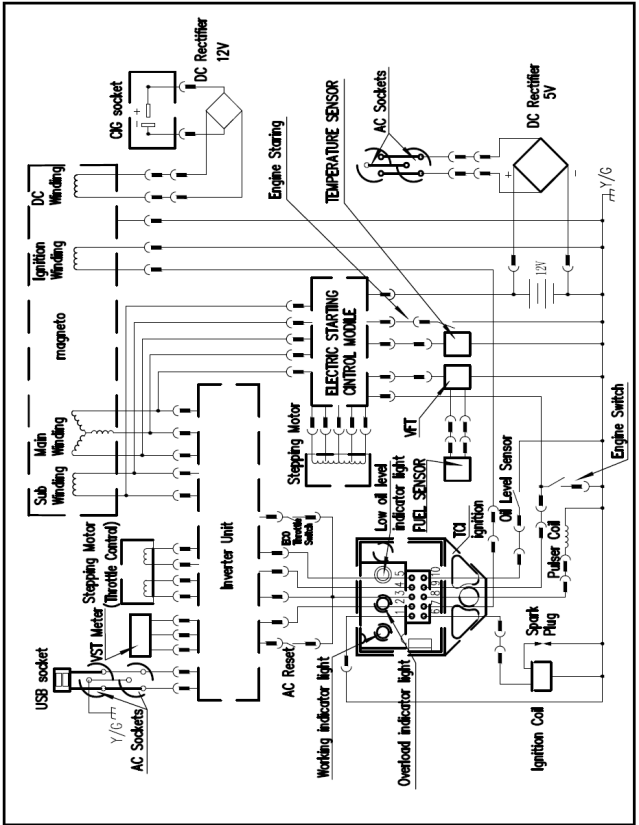 DC Rectifier
12V
CIG socket
+
-
DC
Winding
Ignition
Winding
magneto
Main
Winding
Sub
Winding
Engine Staring
TEMPERATURE SENSOR
AC Sockets
DC Rectifier
5V
+
-
Y/G
12V
ELECTRIC STARTING
CINTROL MODILE
Stepping Motor
VFT
FUEL SENSOR
Stepping Motor
(Throttle Control)
VST Meter
USB socket
Y/G
AC Sockets
Inverter Unit
ECO
Throttle
Switch
AC Reset
Low oil level
indicator light
1 2 3 4 5
6 7 8 9 10
TCI
Ignition
Oil Level Sensor
Engine Switch
Pulser Coil
Working indicator light
Overload indicator light
Spark
Plug
Ignition Coil